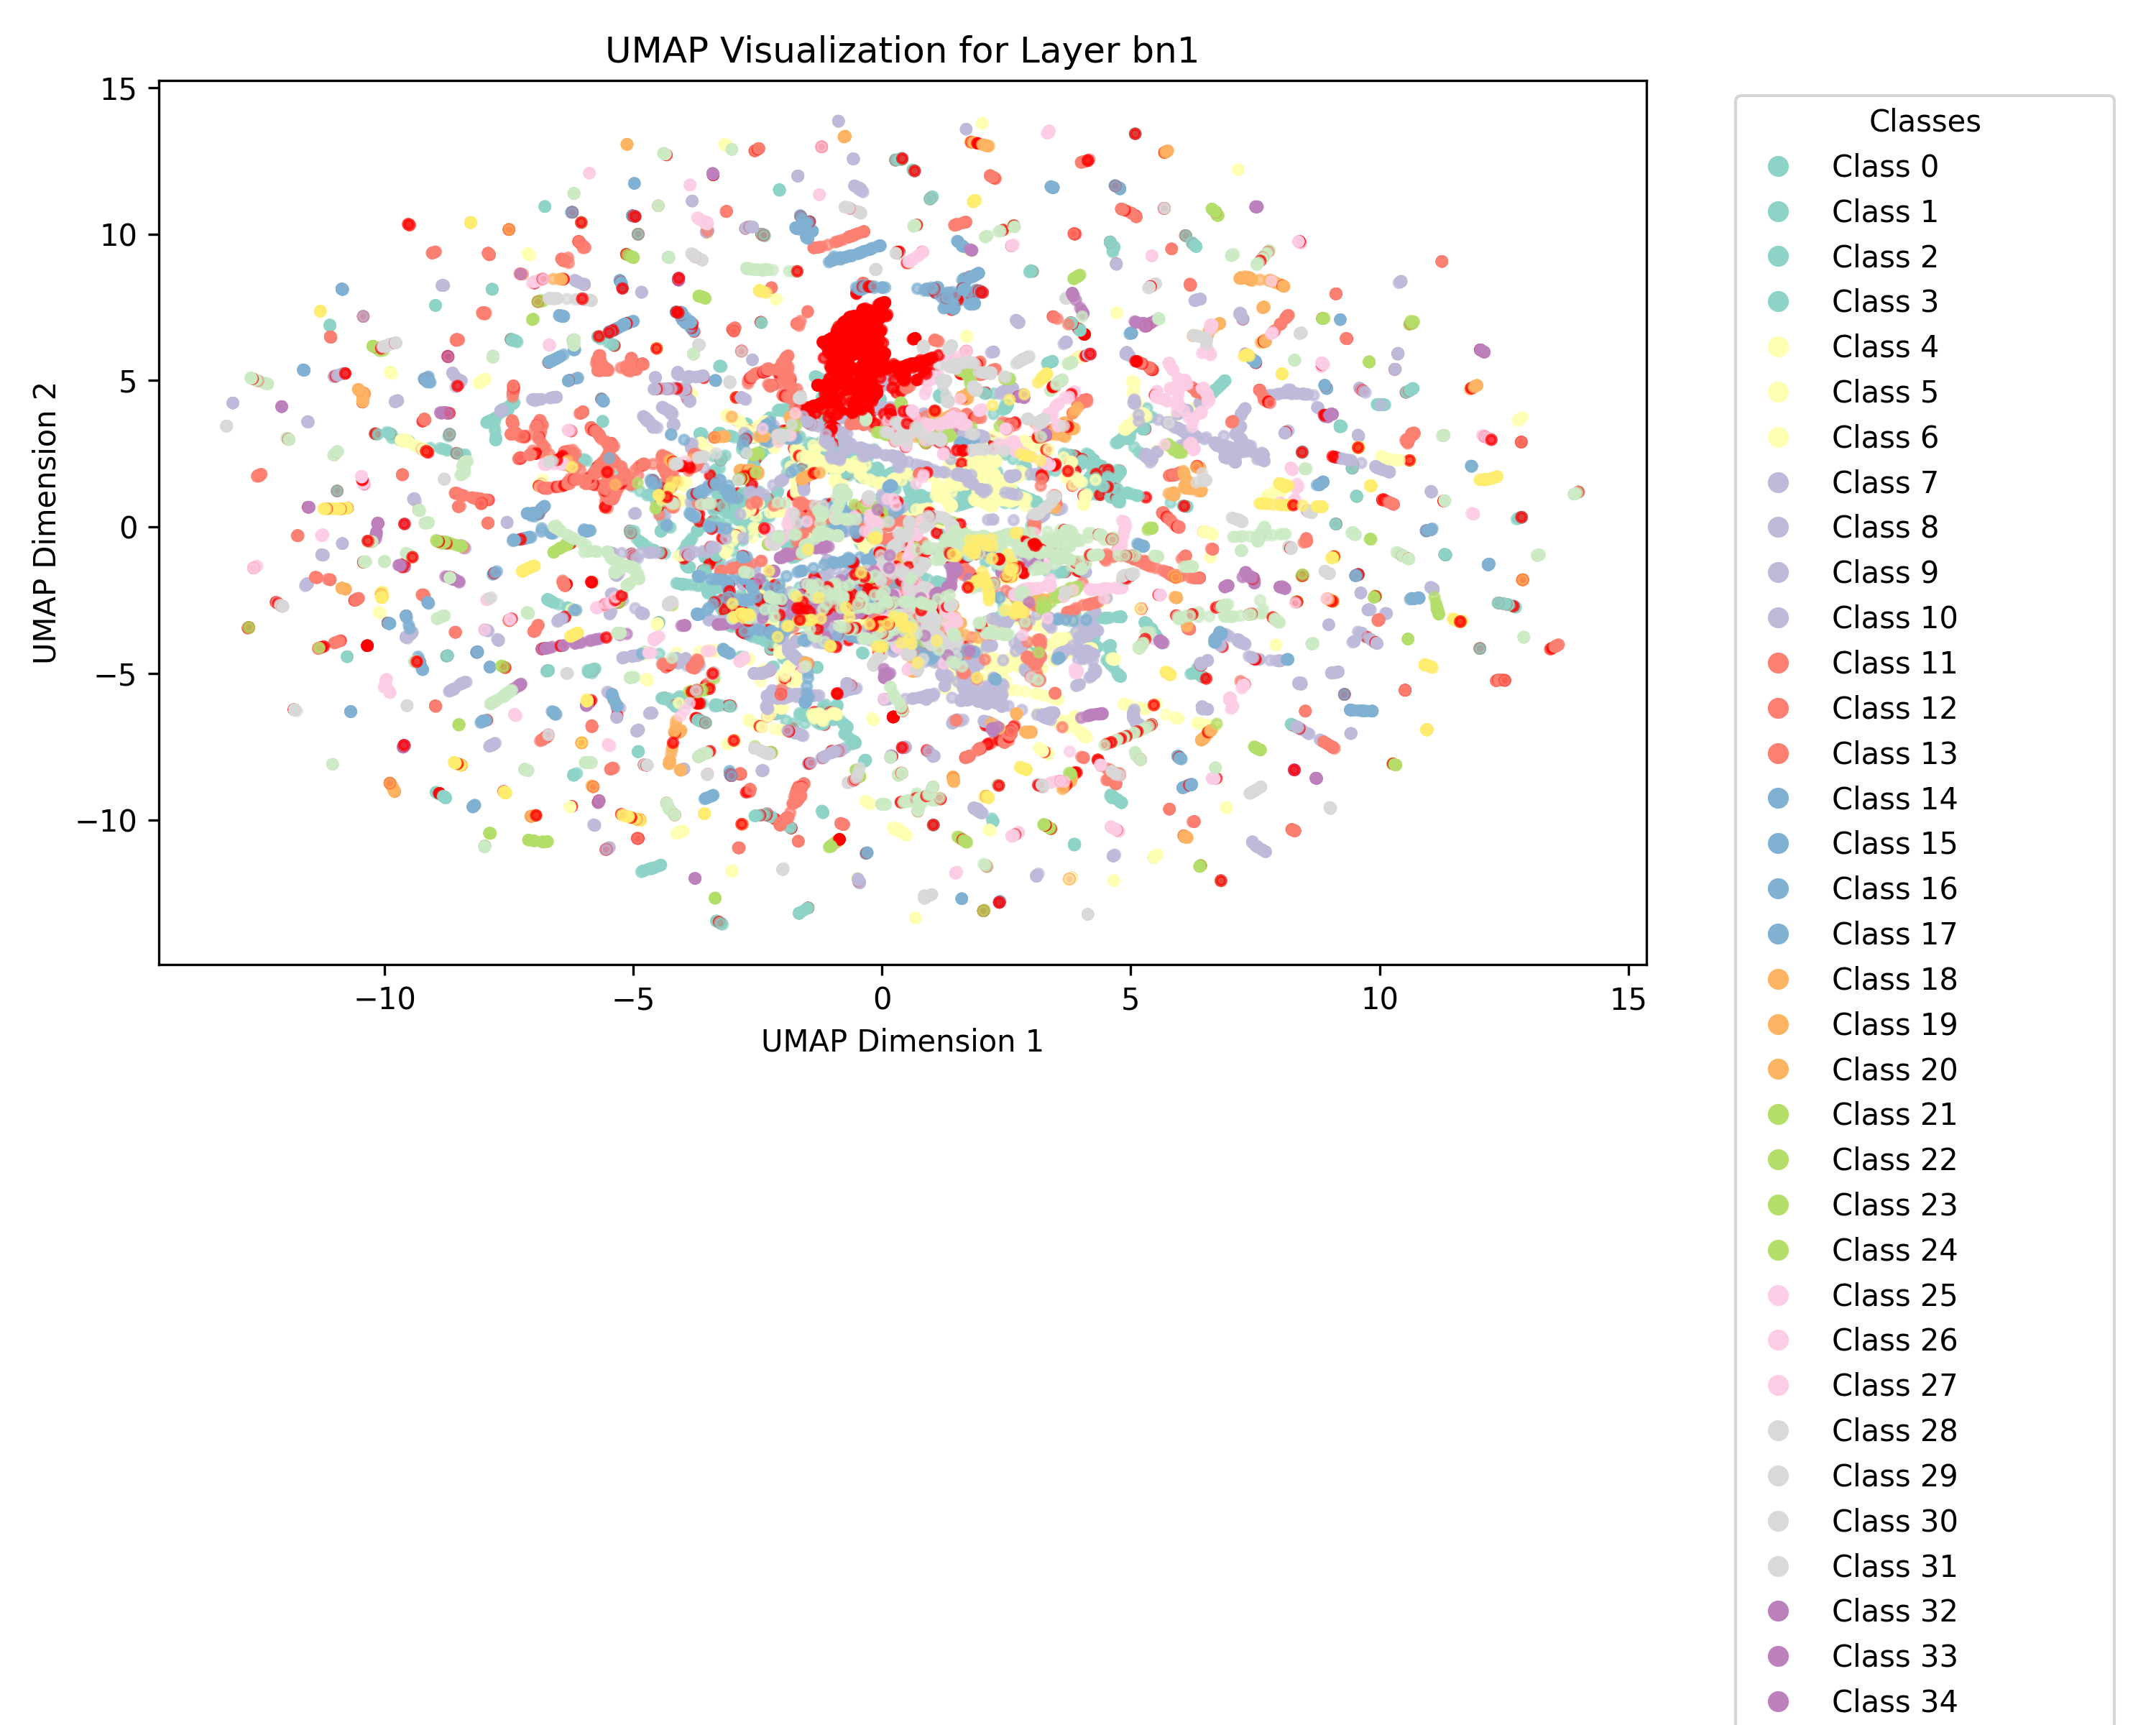 UMAP Visualization for Layer bn1
15
10
5
0
−5
−10
UMAP Dimension 2
−10 −5 0 5 10 15
UMAP Dimension 1
Classes
Class 0
Class 1
Class 2
Class 3
Class 4
Class 5
Class 6
Class 7
Class 8
Class 9
Class 10
Class 11
Class 12
Class 13
Class 14
Class 15
Class 16
Class 17
Class 18
Class 19
Class 20
Class 21
Class 22
Class 23
Class 24
Class 25
Class 26
Class 27
Class 28
Class 29
Class 30
Class 31
Class 32
Class 33
Class 34